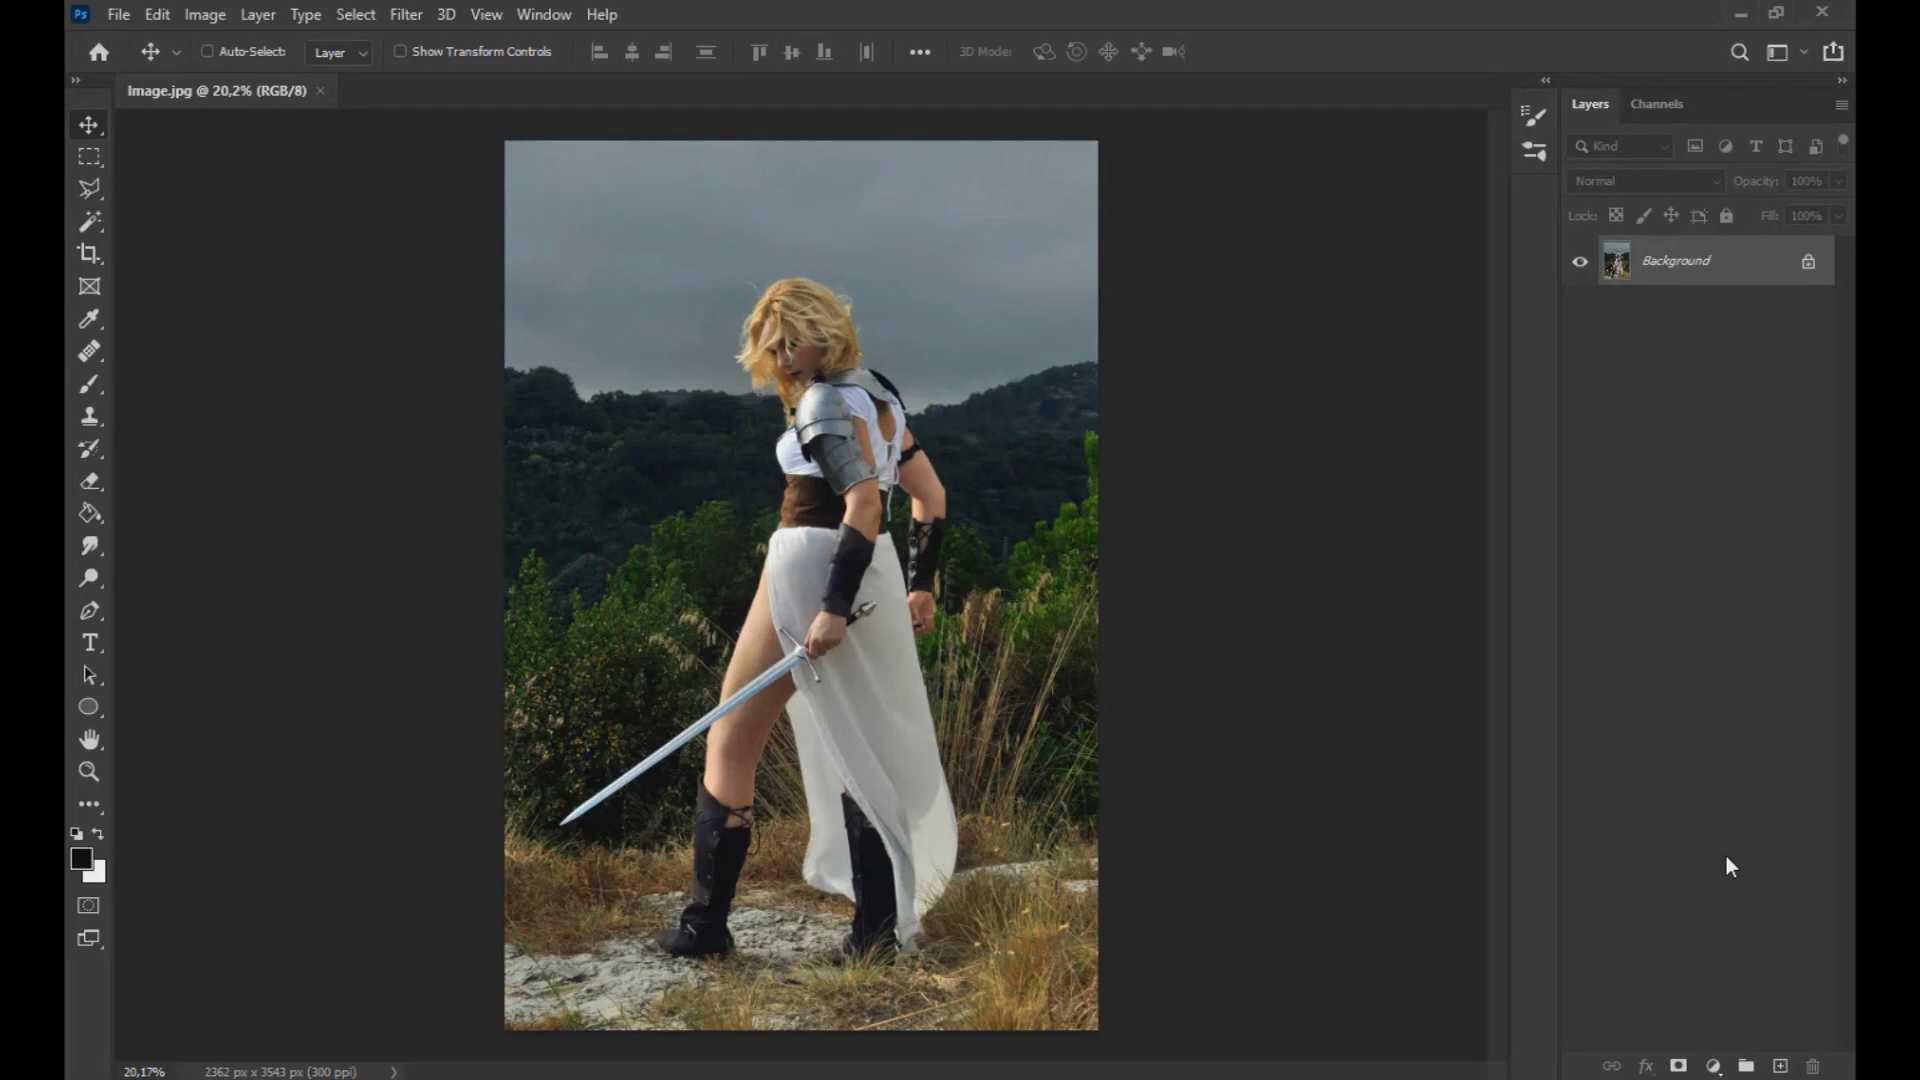 Ps File Edit Image Layer Type Select Filter 3D View Window Help
Auto-Select: Layer Show Transform Controls 3D Mode:
Image.jpg @ 20,2% (RGB/8)
Layers Channels
Kind
Normal Opacity: 100%
Lock: Fill: 100%
Background
fx
20,17% 2362 px x 3543 px (300 ppi)